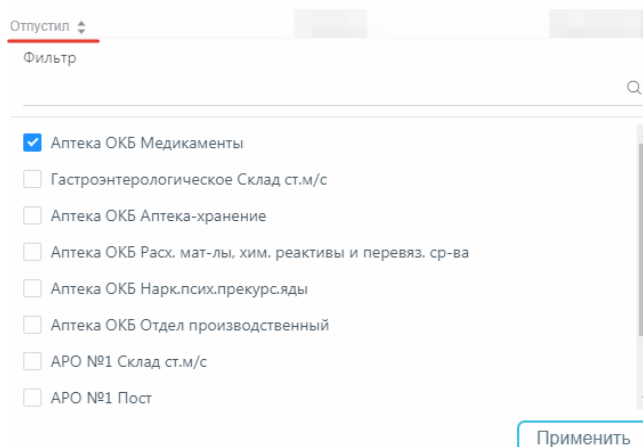 Отпустил
Фильтр
Аптека ОКБ Медикаменты
Гастроэнтерологическое Склад ст.м/с
Аптека ОКБ Аптека-хранение
Аптека ОКБ Расх. мат-лы, хим. реактивы и перевяз. ср-ва
Аптека ОКБ Нарк.псих.прекурс.яды
Аптека ОКБ Отдел производственный
АРО №1 Склад ст.м/с
АРО №1 Пост
Применить